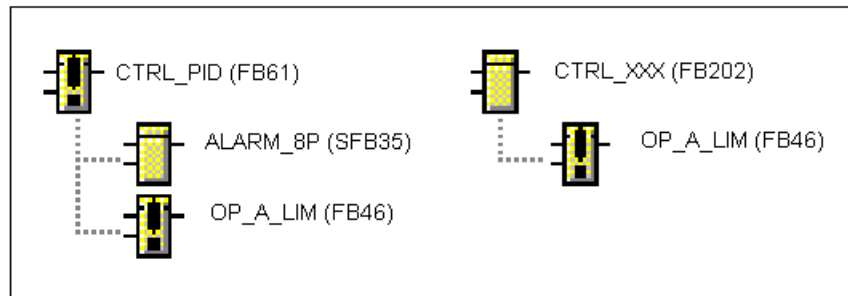 CTRL_PID (FB61)
ALARM_8P (SFB35)
OP_A_LIM (FB46)
CTRL_XXX (FB202)
OP_A_LIM (FB46)